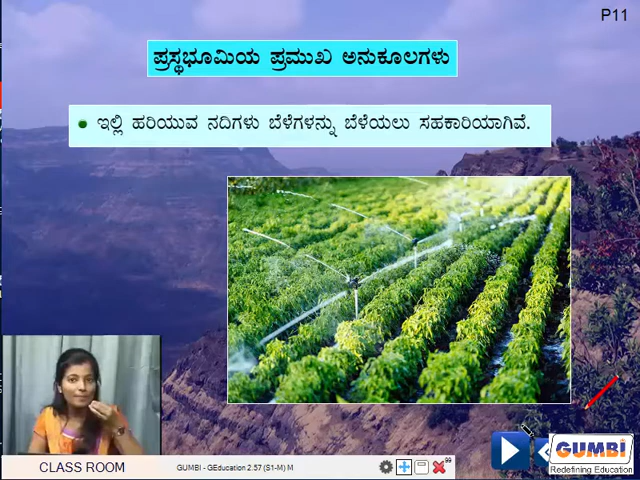 P11
ಪ್ರಸ್ಥಭೂಮಿಯ ಪ್ರಮುಖ ಅನುಕೂಲಗಳು
ಇಲ್ಲಿ ಹರಿಯುವ ನದಿಗಳು ಬೆಳೆಗಳನ್ನು ಬೆಳೆಯಲು ಸಹಕಾರಿಯಾಗಿವೆ.
CLASS ROOM
GUMBI - GEducation 2.57 (S1-M) M
99
GUMBI
Redefining Education